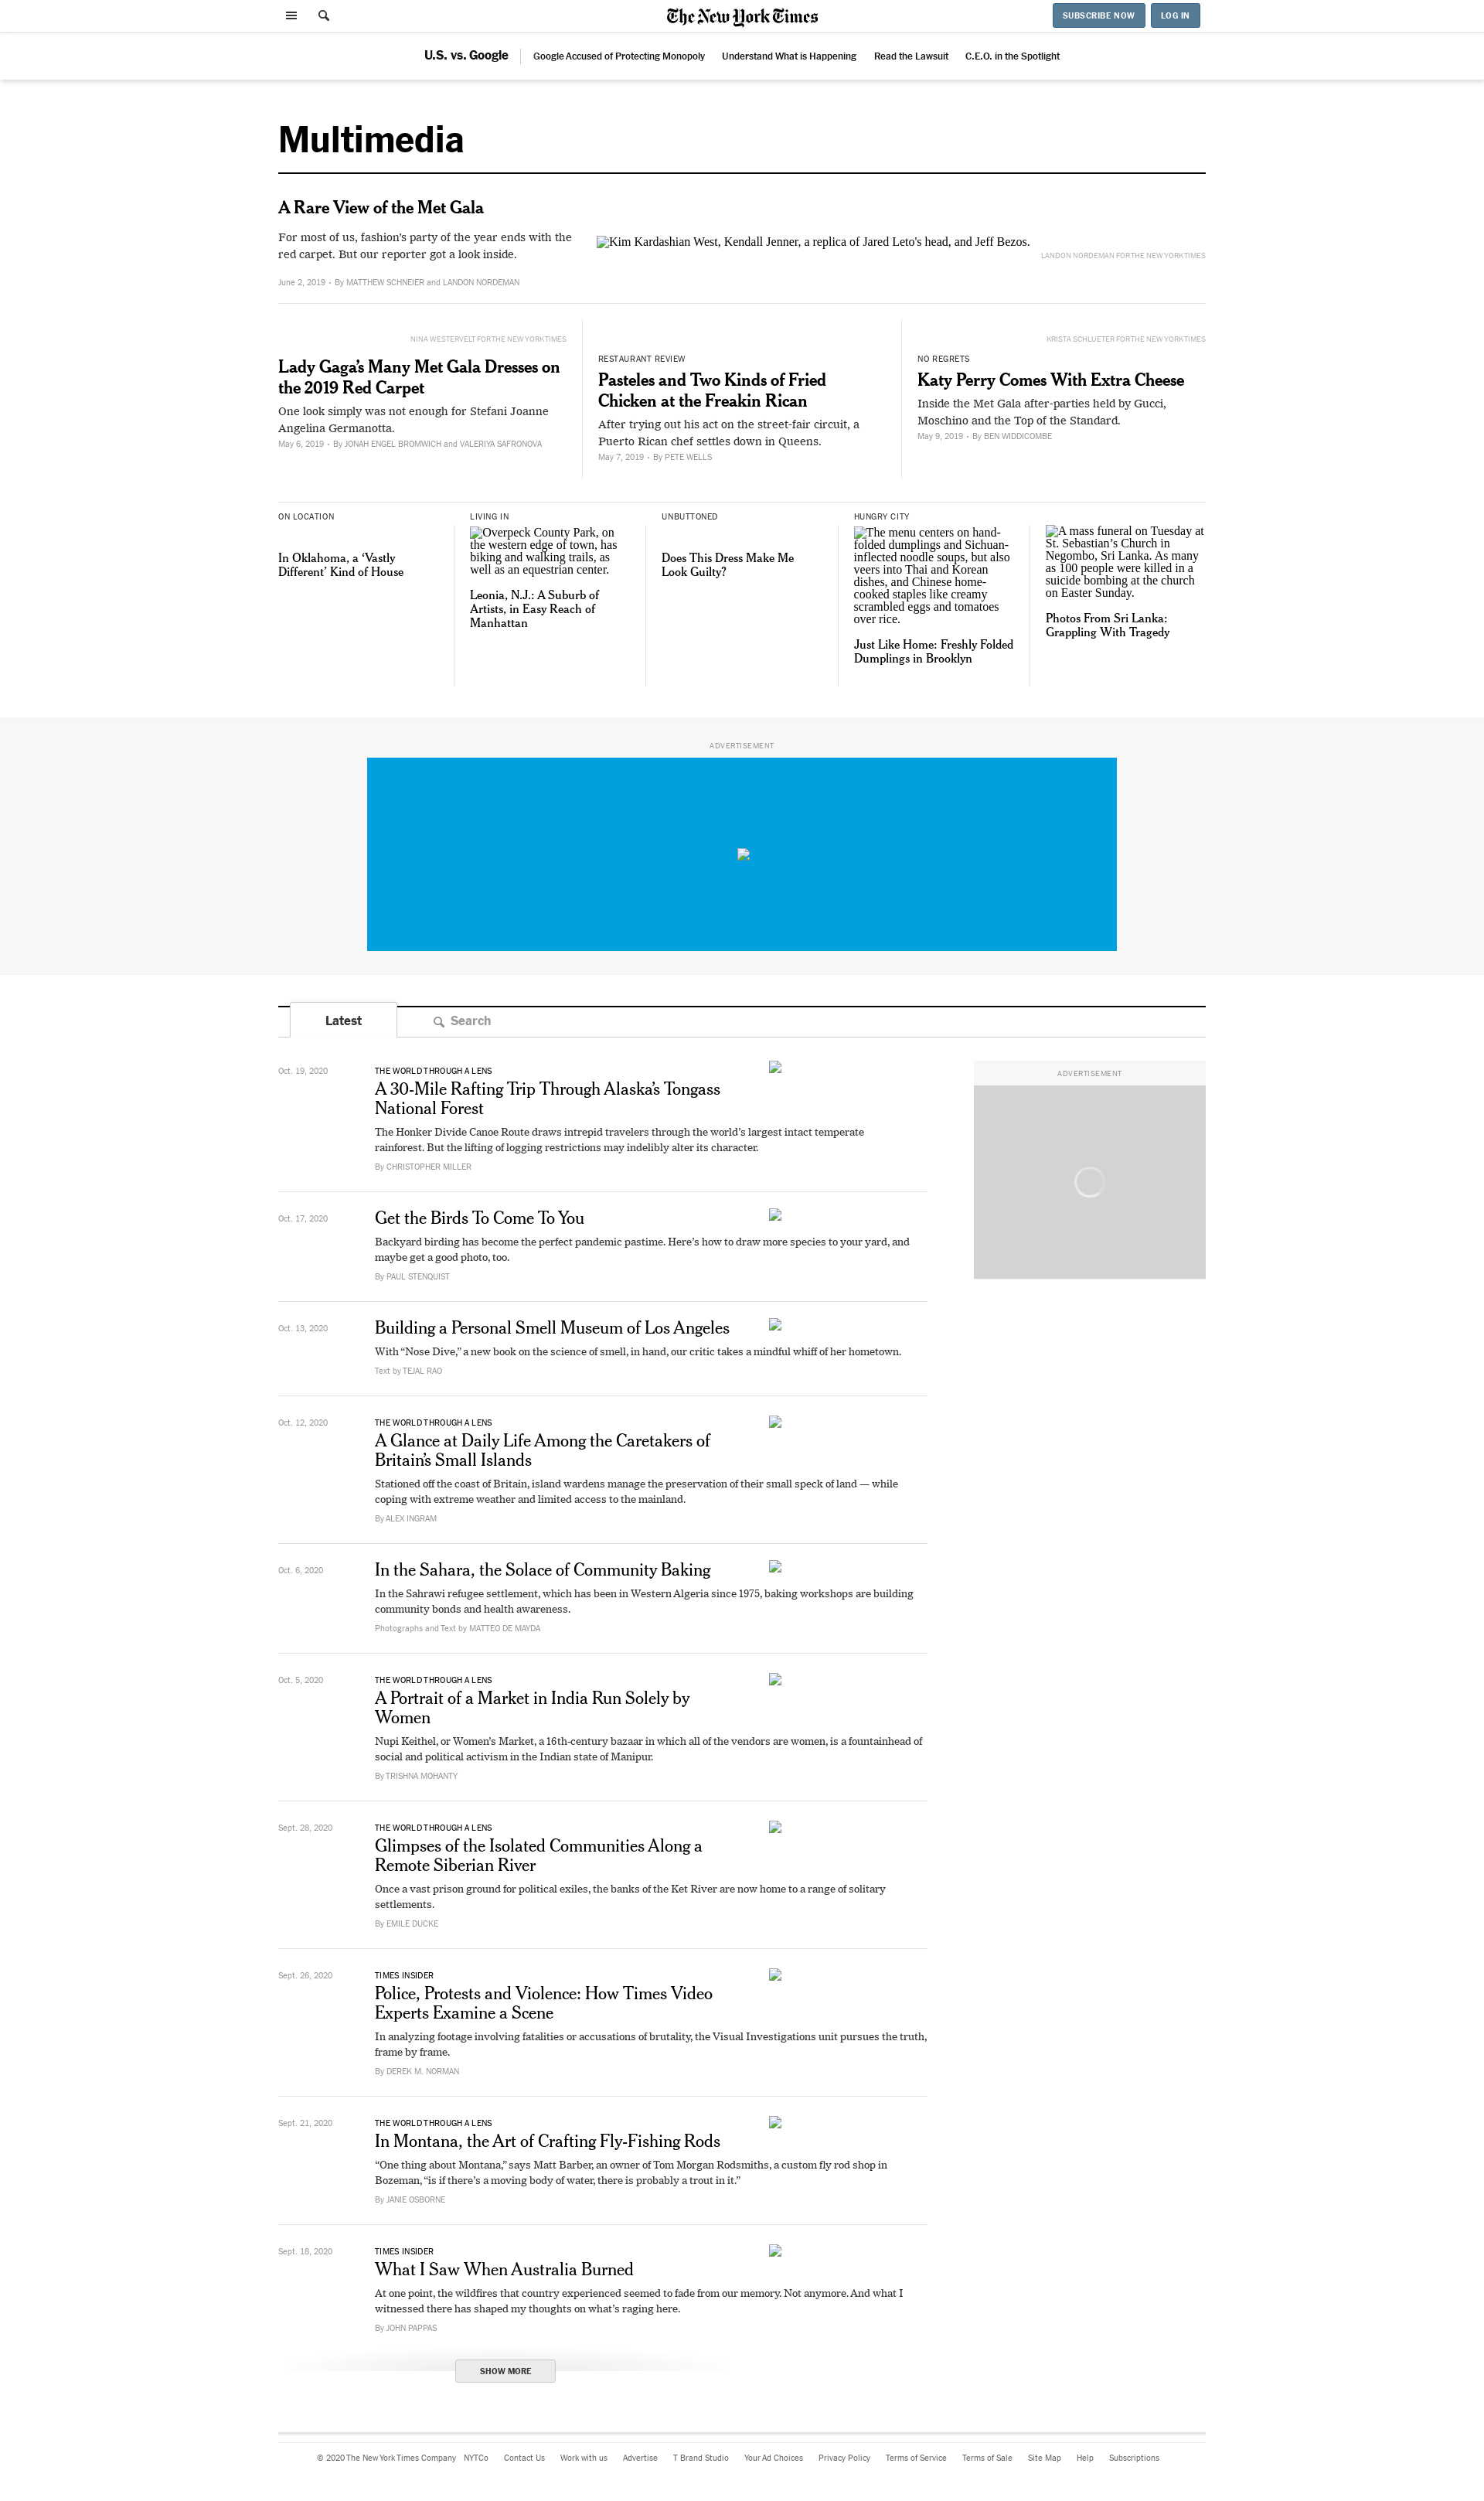 The New York Times
SUBSCRIBE NOW
LOG IN
U.S. vs. Google
Google Accused of Protecting Monopoly
Understand What is Happening
Read the Lawsuit
C.E.O. in the Spotlight
Multimedia
A Rare View of the Met Gala
For most of us, fashion's party of the year ends with the
red carpet. But our reporter got a look inside.
June 2, 2019 • By MATTHEW SCHNEIER and LANDON NORDEMAN
Kim Kardashian West, Kendall Jenner, a replica of Jared Leto's head, and Jeff Bezos.
LANDON NORDEMAN FOR THE NEW YORK TIMES
NINA WESTERVELT FOR THE NEW YORK TIMES
Lady Gaga's Many Met Gala Dresses on
the 2019 Red Carpet
One look simply was not enough for Stefani Joanne
Angelina Germanotta.
May 6, 2019 • By JONAH ENGEL BROMWICH and VALERIYA SAFRONOVA
RESTAURANT REVIEW
Pasteles and Two Kinds of Fried
Chicken at the Freakin Rican
After trying out his act on the street-fair circuit, a
Puerto Rican chef settles down in Queens.
May 7, 2019 • By PETE WELLS
KRISTA SCHLUETER FOR THE NEW YORK TIMES
NO REGRETS
Katy Perry Comes With Extra Cheese
Inside the Met Gala after-parties held by Gucci,
Moschino and the Top of the Standard.
May 9, 2019 • By BEN WIDDICOMBE
ON LOCATION
In Oklahoma, a ‘Vastly
Different’ Kind of House
LIVING IN
Overpeck County Park, on
the western edge of town, has
biking and walking trails, as
well as an equestrian center.
Leonia, N.J.: A Suburb of
Artists, in Easy Reach of
Manhattan
UNBUTTONED
Does This Dress Make Me
Look Guilty?
HUNGRY CITY
The menu centers on hand-
folded dumplings and Sichuan-
inflected noodle soups, but also
veers into Thai and Korean
dishes, and Chinese home-
cooked staples like creamy
scrambled eggs and tomatoes
over rice.
Just Like Home: Freshly Folded
Dumplings in Brooklyn
A mass funeral on Tuesday at
St. Sebastian’s Church in
Negombo, Sri Lanka. As many
as 100 people were killed in a
suicide bombing at the church
on Easter Sunday.
Photos From Sri Lanka:
Grappling With Tragedy
ADVERTISEMENT
Latest
Search
ADVERTISEMENT
Oct. 19, 2020
THE WORLD THROUGH A LENS
A 30-Mile Rafting Trip Through Alaska’s Tongass
National Forest
The Honker Divide Canoe Route draws intrepid travelers through the world’s largest intact temperate
rainforest. But the lifting of logging restrictions may indelibly alter its character.
By CHRISTOPHER MILLER
Oct. 17, 2020
Get the Birds To Come To You
Backyard birding has become the perfect pandemic pastime. Here’s how to draw more species to your yard, and
maybe get a good photo, too.
By PAUL STENQUIST
Oct. 13, 2020
Building a Personal Smell Museum of Los Angeles
With “Nose Dive,” a new book on the science of smell, in hand, our critic takes a mindful whiff of her hometown.
Text by TEJAL RAO
Oct. 12, 2020
THE WORLD THROUGH A LENS
A Glance at Daily Life Among the Caretakers of
Britain’s Small Islands
Stationed off the coast of Britain, island wardens manage the preservation of their small speck of land — while
coping with extreme weather and limited access to the mainland.
By ALEX INGRAM
Oct. 6, 2020
In the Sahara, the Solace of Community Baking
In the Sahrawi refugee settlement, which has been in Western Algeria since 1975, baking workshops are building
community bonds and health awareness.
Photographs and Text by MATTEO DE MAYDA
Oct. 5, 2020
THE WORLD THROUGH A LENS
A Portrait of a Market in India Run Solely by
Women
Nupi Keithel, or Women’s Market, a 16th-century bazaar in which all of the vendors are women, is a fountainhead of
social and political activism in the Indian state of Manipur.
By TRISHNA MOHANTY
Sept. 28, 2020
THE WORLD THROUGH A LENS
Glimpses of the Isolated Communities Along a
Remote Siberian River
Once a vast prison ground for political exiles, the banks of the Ket River are now home to a range of solitary
settlements.
By EMILE DUCKE
Sept. 26, 2020
TIMES INSIDER
Police, Protests and Violence: How Times Video
Experts Examine a Scene
In analyzing footage involving fatalities or accusations of brutality, the Visual Investigations unit pursues the truth,
frame by frame.
By DEREK M. NORMAN
Sept. 21, 2020
THE WORLD THROUGH A LENS
In Montana, the Art of Crafting Fly-Fishing Rods
“One thing about Montana,” says Matt Barber, an owner of Tom Morgan Rodsmiths, a custom fly rod shop in
Bozeman, “is if there’s a moving body of water, there is probably a trout in it.”
By JANIE OSBORNE
Sept. 18, 2020
TIMES INSIDER
What I Saw When Australia Burned
At one point, the wildfires that country experienced seemed to fade from our memory. Not anymore. And what I
witnessed there has shaped my thoughts on what’s raging here.
By JOHN PAPPAS
SHOW MORE
© 2020 The New York Times Company NYTCo Contact Us Work with us Advertise T Brand Studio Your Ad Choices Privacy Policy Terms of Service Terms of Sale Site Map Help Subscriptions